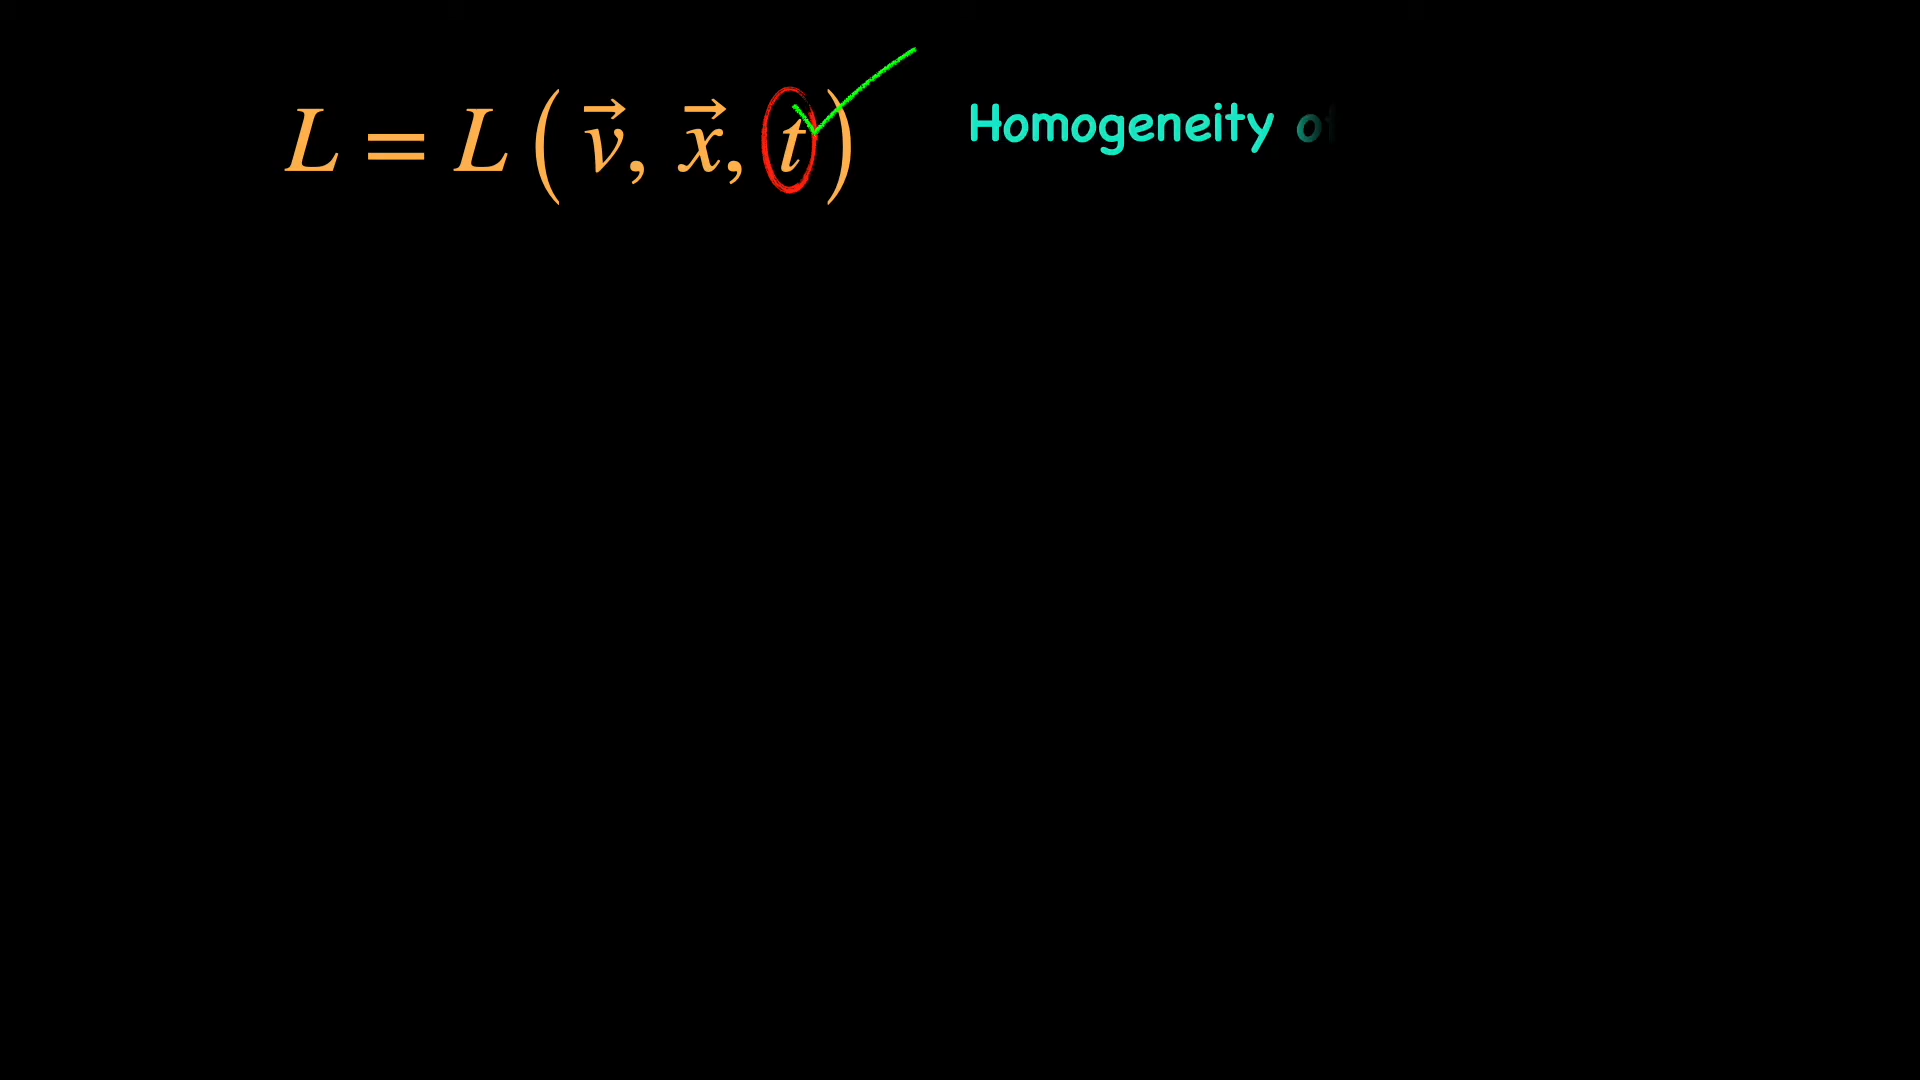 L = L ( v⃗, x⃗, t ) Homogeneity o